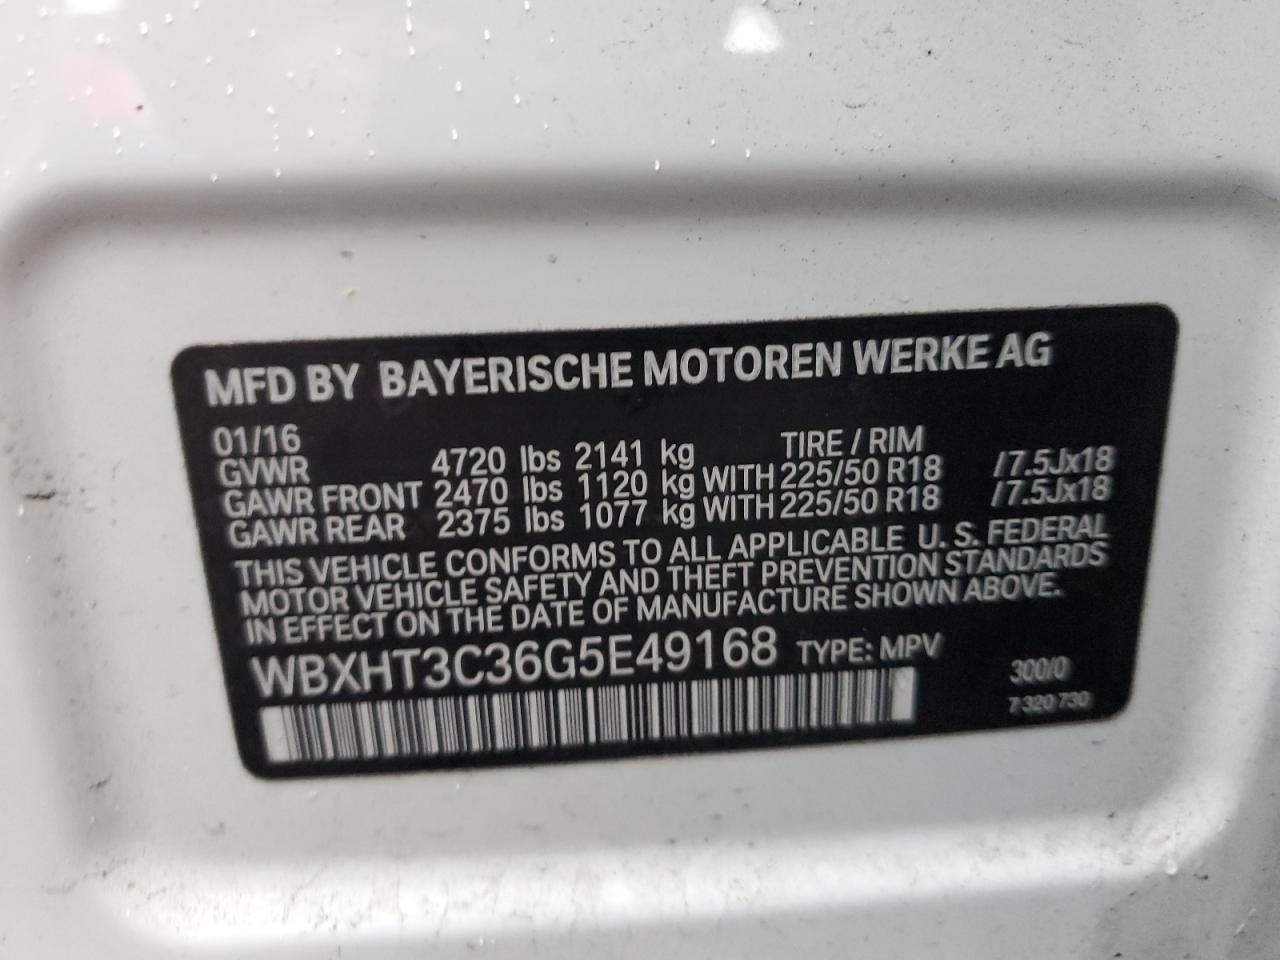 MFD BY BAYERISCHE MOTOREN WERKE AG
01/16 TIRE / RIM
GVWR 4720 lbs 2141 kg
GAWR FRONT 2470 lbs 1120 kg WITH 225/50 R18 /7.5Jx18
GAWR REAR 2375 lbs 1077 kg WITH 225/50 R18 /7.5Jx18
THIS VEHICLE CONFORMS TO ALL APPLICABLE U. S. FEDERAL
MOTOR VEHICLE SAFETY AND THEFT PREVENTION STANDARDS
IN EFFECT ON THE DATE OF MANUFACTURE SHOWN ABOVE.
WBXHT3C36G5E49168 TYPE: MPV
300/0
7 320 730